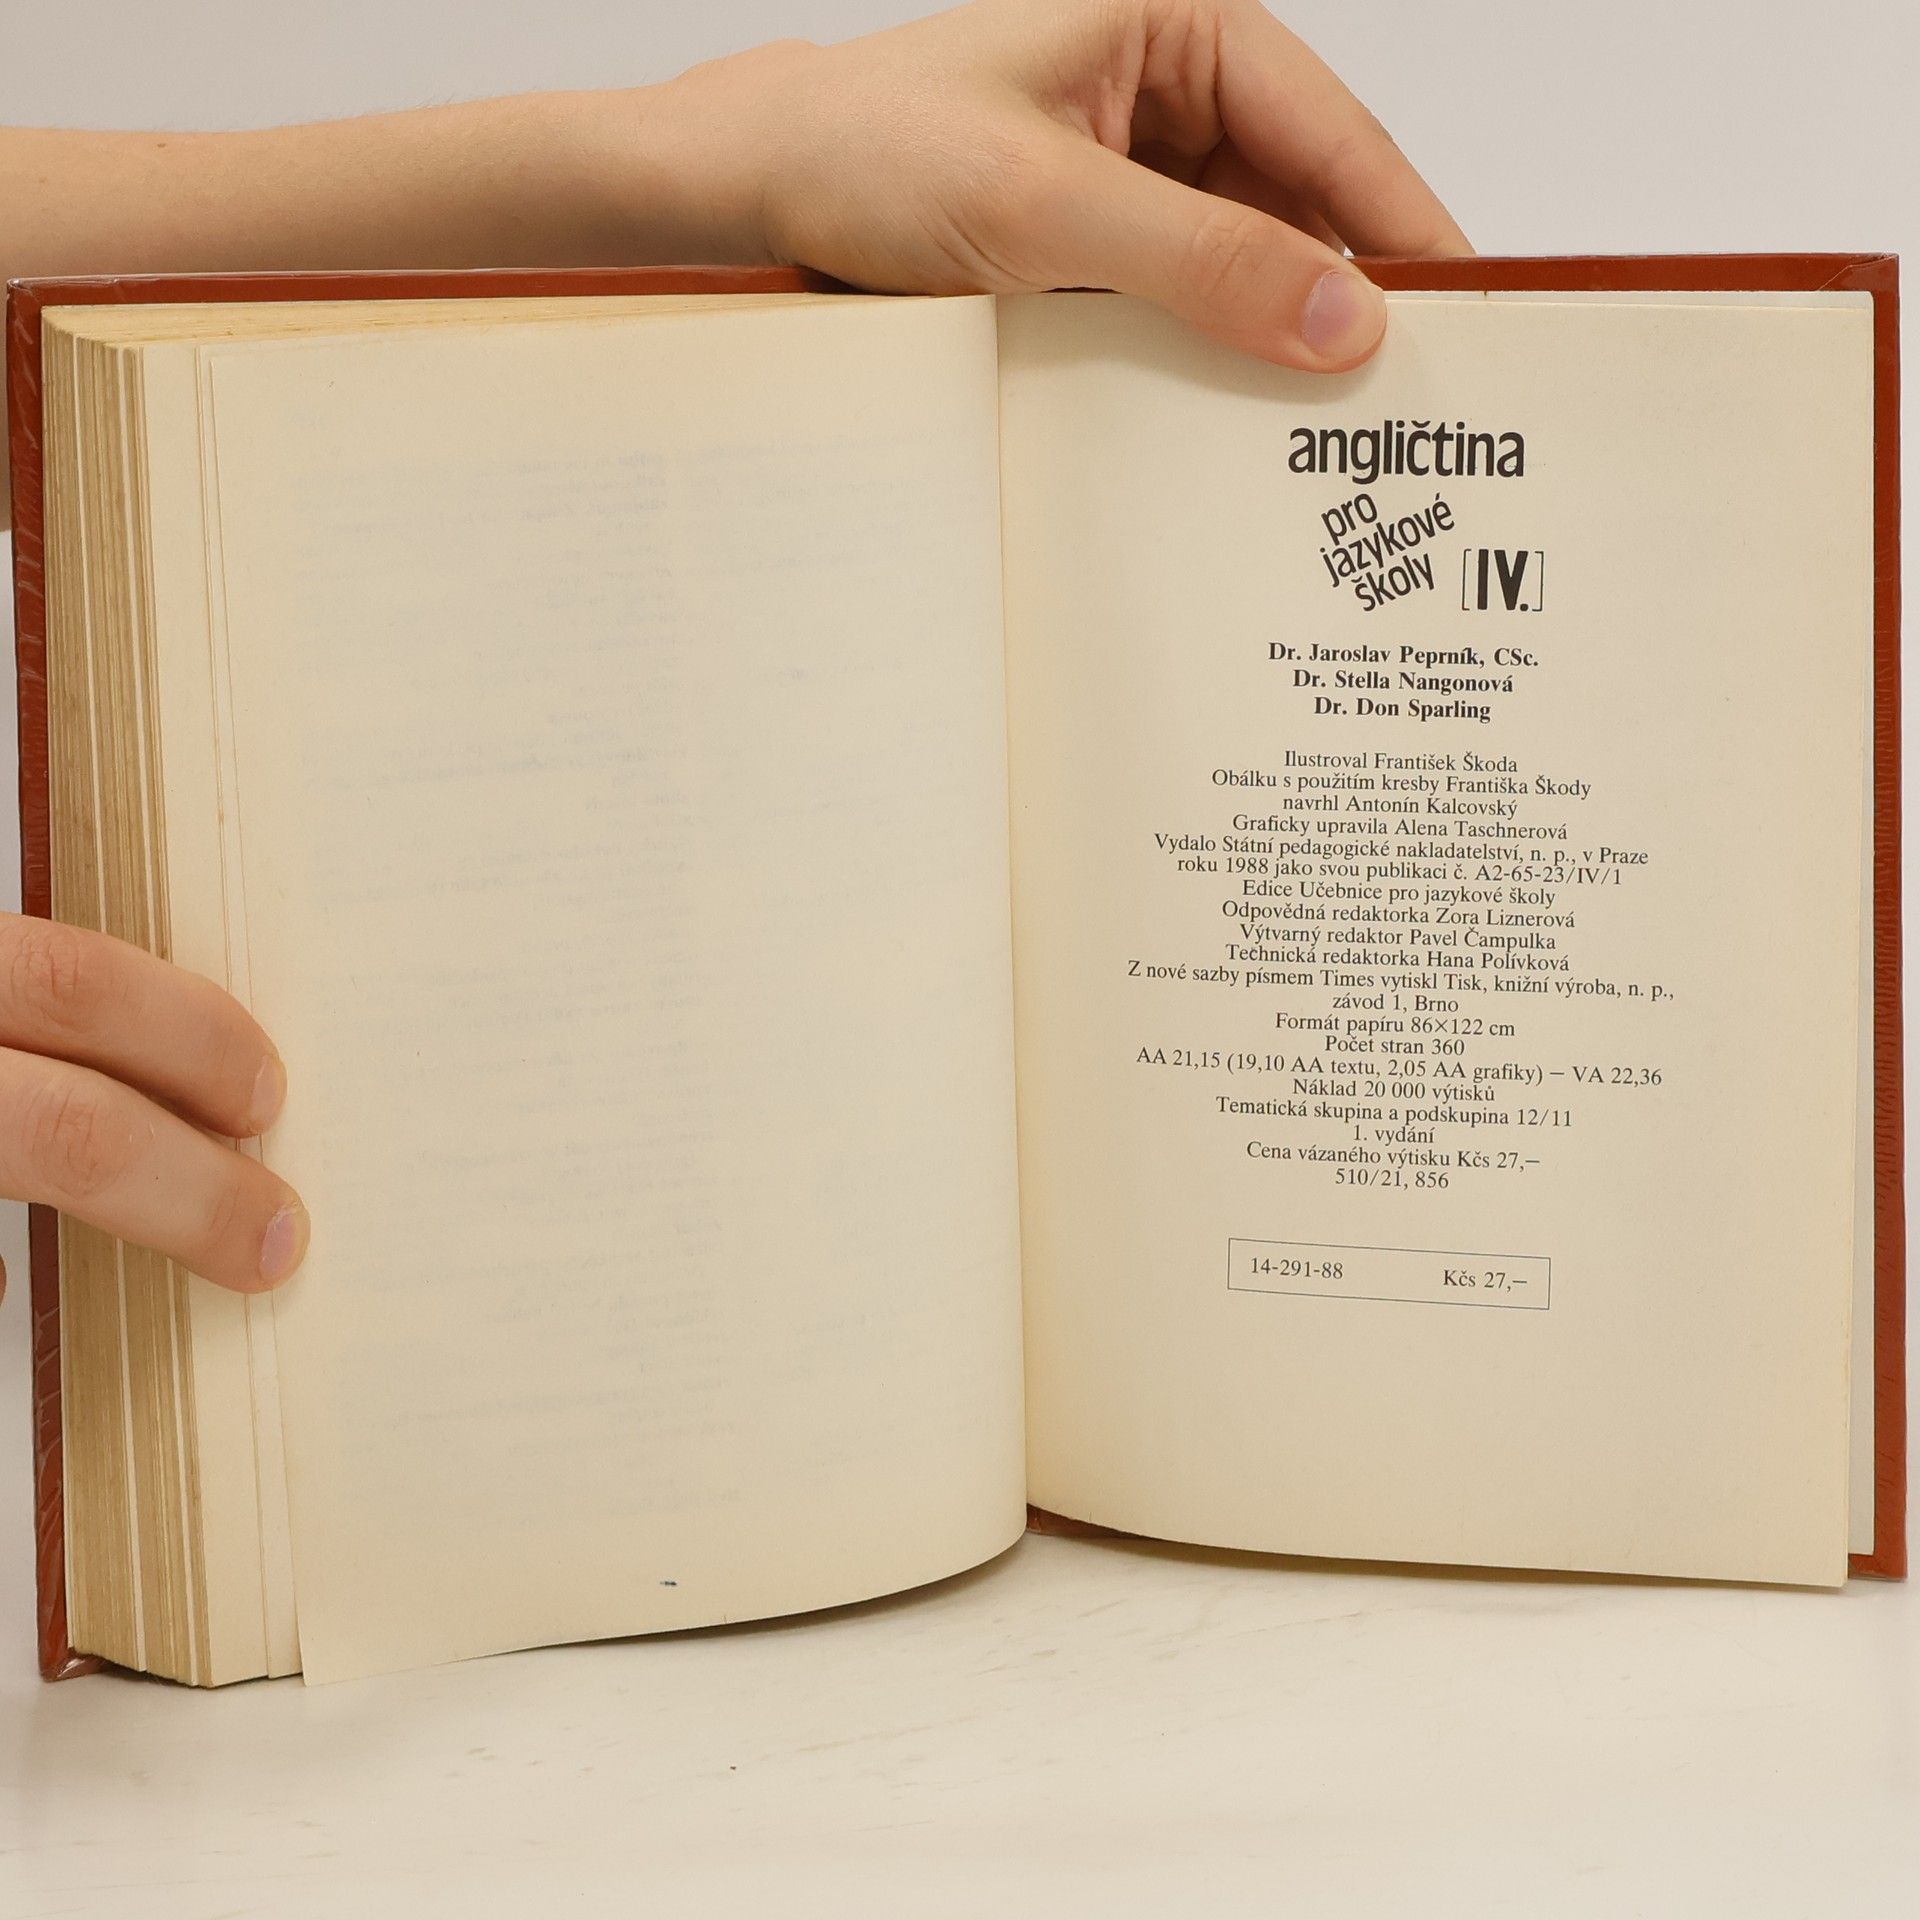 angličtina
pro
jazykové
školy [IV.]
Dr. Jaroslav Peprník, CSc.
Dr. Stella Nangonová
Dr. Don Sparling
Ilustroval František Škoda
Obálku s použitím kresby Františka Škody
navrhl Antonín Kalcovský
Graficky upravila Alena Taschnerová
Vydalo Státní pedagogické nakladatelství, n. p., v Praze
roku 1988 jako svou publikaci č. A2-65-23/IV/1
Edice Učebnice pro jazykové školy
Odpovědná redaktorka Zora Liznerová
Výtvarný redaktor Pavel Čampulka
Technická redaktorka Hana Polívková
Z nové sazby písmem Times vytiskl Tisk, knižní výroba, n. p.,
závod 1, Brno
Formát papíru 86×122 cm
Počet stran 360
AA 21,15 (19,10 AA textu, 2,05 AA grafiky) – VA 22,36
Náklad 20 000 výtisků
Tematická skupina a podskupina 12/11
1. vydání
Cena vázaného výtisku Kčs 27,–
510/21, 856
14-291-88 Kčs 27,–